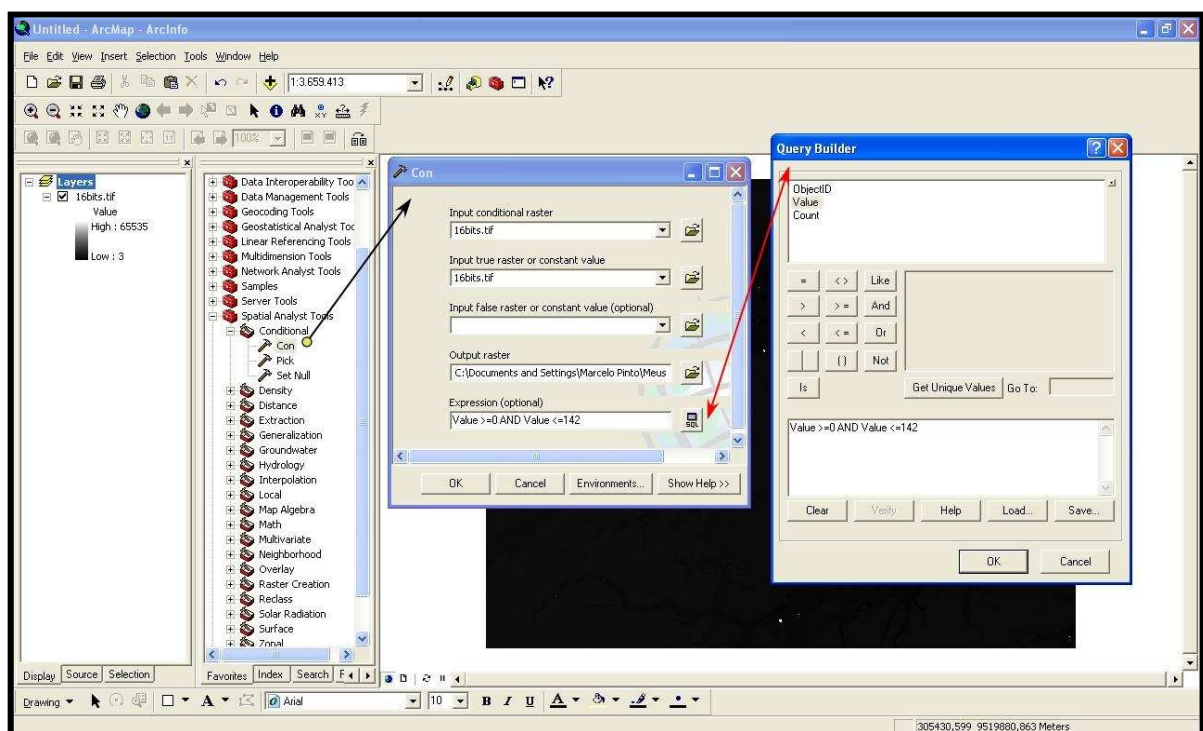 Untitled - ArcMap - ArcInfo
File Edit View Insert Selection Tools Window Help
1:3.659.413
100%
Layers
16bits.tif
Value
High : 65535
Low : 3
Display Source Selection
Data Interoperability Too
Data Management Tools
Geocoding Tools
Geostatistical Analyst Toc
Linear Referencing Tools
Multidimension Tools
Network Analyst Tools
Samples
Server Tools
Spatial Analyst Tools
Conditional
Con
Pick
Set Null
Density
Distance
Extraction
Generalization
Groundwater
Hydrology
Interpolation
Local
Map Algebra
Math
Multivariate
Neighborhood
Overlay
Raster Creation
Reclass
Solar Radiation
Surface
Zonal
Favorites Index Search F
Con
Input conditional raster
16bits.tif
Input true raster or constant value
16bits.tif
Input false raster or constant value (optional)
Output raster
C:\Documents and Settings\Marcelo Pinto\Meus
Expression (optional)
Value >=0 AND Value <=142
SQL
OK Cancel Environments... Show Help >>
Query Builder
ObjectID
Value
Count
= <> Like
> >= And
< <= Or
| () Not
Is Get Unique Values Go To:
Value >=0 AND Value <=142
Clear Verify Help Load... Save...
OK Cancel
Drawing A Arial 10 B I U A
305430,599 9519880,863 Meters